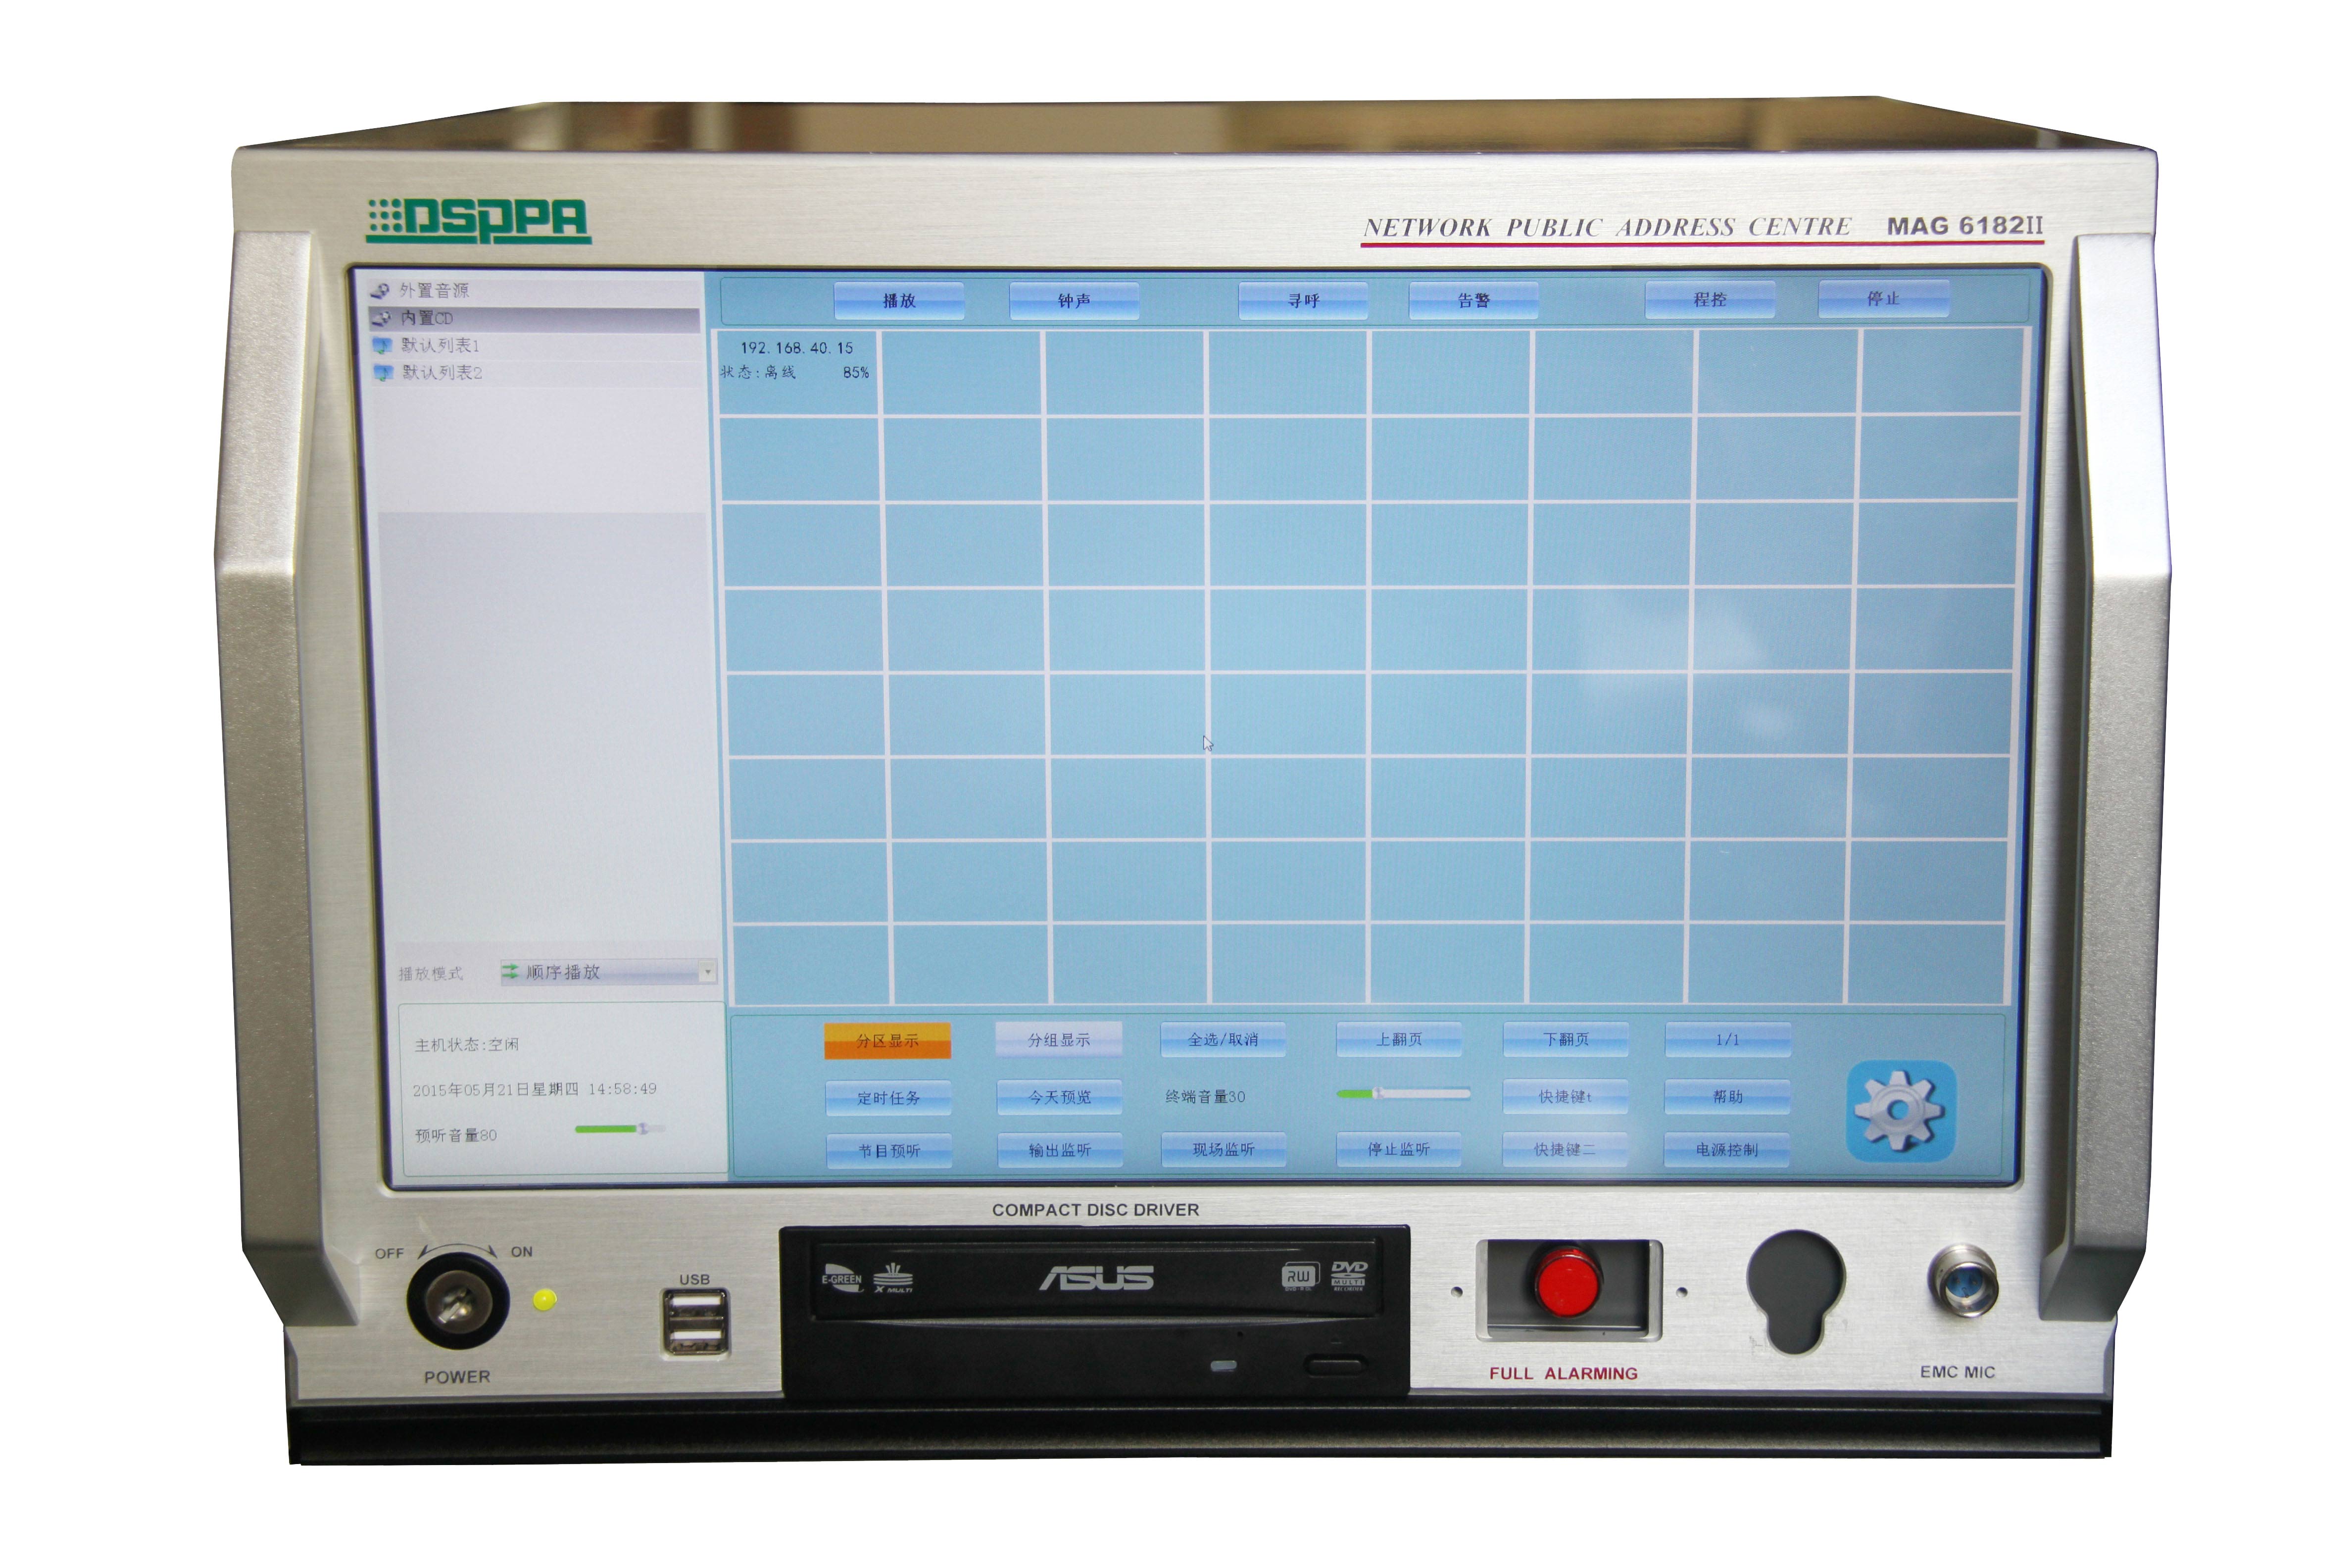 DSPPA
NETWORK PUBLIC ADDRESS CENTRE MAG 6182II
外置音源
内置CD
默认列表1
默认列表2
播放 钟声 寻呼 告警 程控 停止
192.168.40.15
状态:离线 85%
播放模式 顺序播放
主机状态:空闲
2015年05月21日星期四 14:58:49
预听音量80
分区显示 分组显示 全选/取消 上翻页 下翻页 1/1
定时任务 今天预览 终端音量30 快捷键t 帮助
节目预听 输出监听 现场监听 停止监听 快捷键二 电源控制
COMPACT DISC DRIVER
OFF ON
POWER
USB
E-GREEN
X MULTI
ASUS
RW
DVD
MULTI
RECORDER
FULL ALARMING
EMC MIC